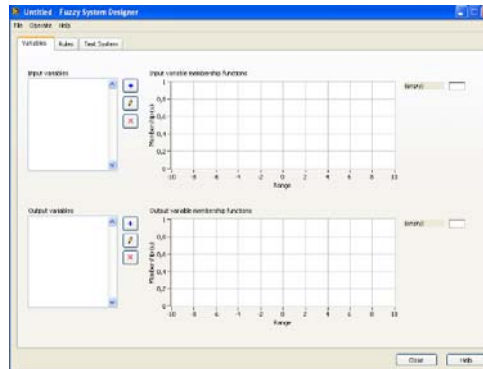 Untitled - Fuzzy System Designer
File Operate Help
Variables Rules Test System
Input variables
Input variable membership functions
(empty)
Membership(u)
1
0,8
0,6
0,4
0,2
0
-10 -8 -6 -4 -2 0 2 4 6 8 10
Range
Output variables
Output variable membership functions
(empty)
Membership(u)
1
0,8
0,6
0,4
0,2
0
-10 -8 -6 -4 -2 0 2 4 6 8 10
Range
Close Help